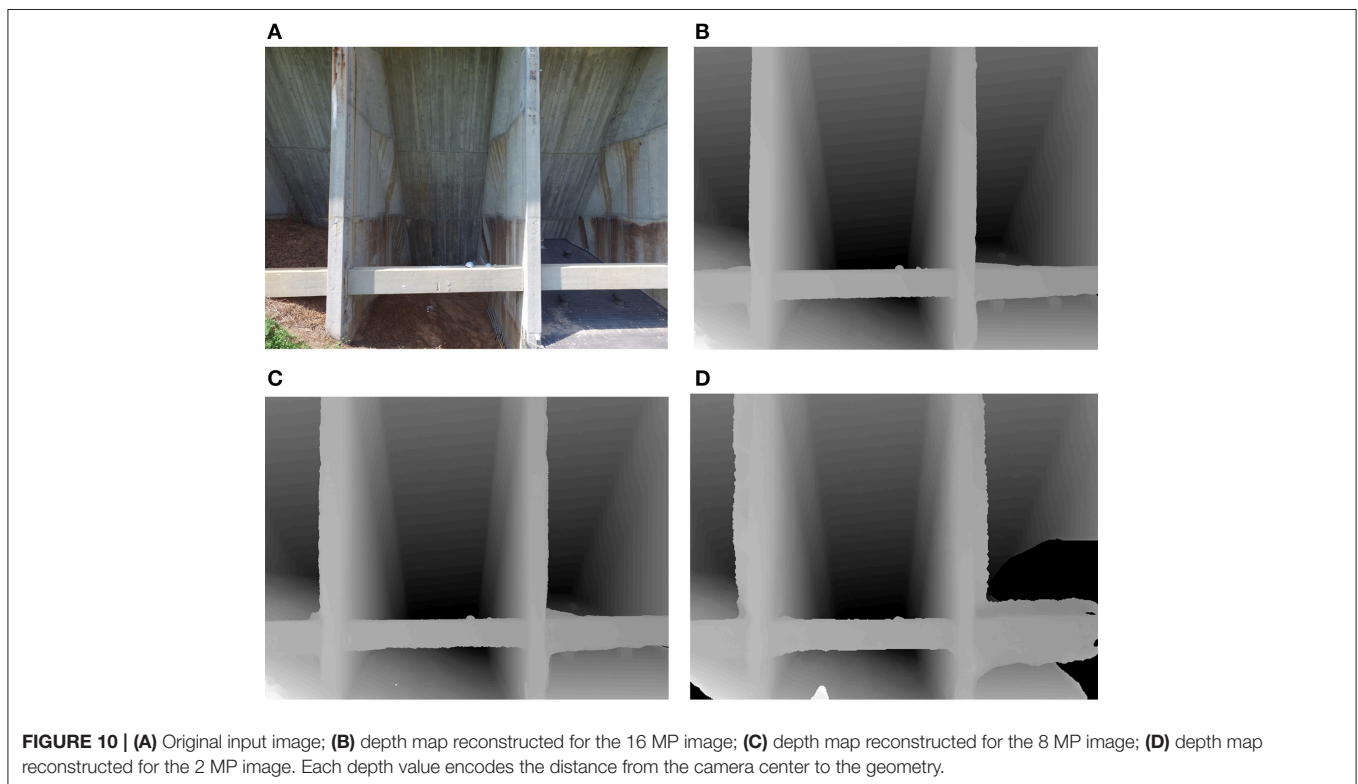 A
B
C
D
FIGURE 10 | (A) Original input image; (B) depth map reconstructed for the 16 MP image; (C) depth map reconstructed for the 8 MP image; (D) depth map
reconstructed for the 2 MP image. Each depth value encodes the distance from the camera center to the geometry.